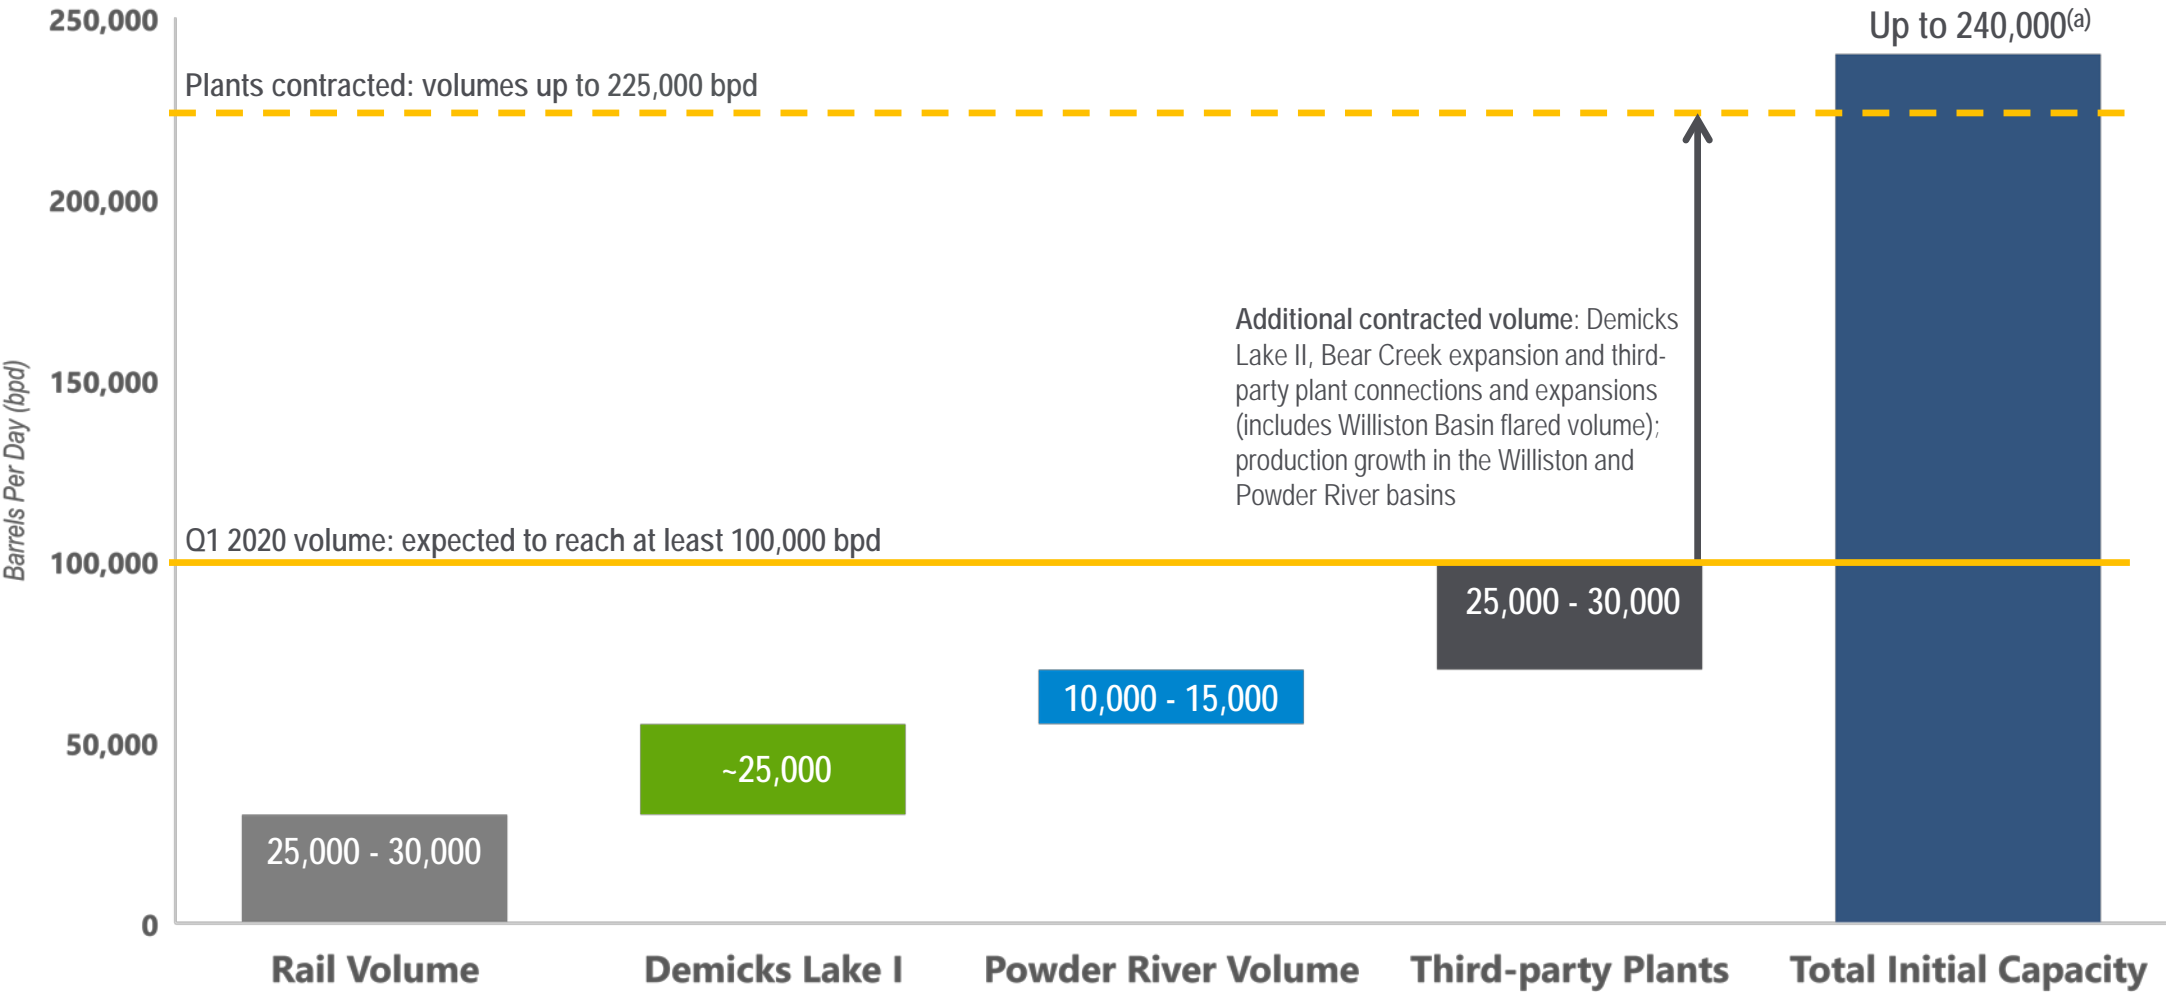 250,000
Up to 240,000(a)
Plants contracted: volumes up to 225,000 bpd
200,000
Additional contracted volume: Demicks
Lake II, Bear Creek expansion and third-
party plant connections and expansions
(includes Williston Basin flared volume);
production growth in the Williston and
Powder River basins
150,000
Barrels Per Day (bpd)
Q1 2020 volume: expected to reach at least 100,000 bpd
100,000
25,000 - 30,000
10,000 - 15,000
50,000
~25,000
25,000 - 30,000
0
Rail Volume
Demicks Lake I
Powder River Volume
Third-party Plants
Total Initial Capacity